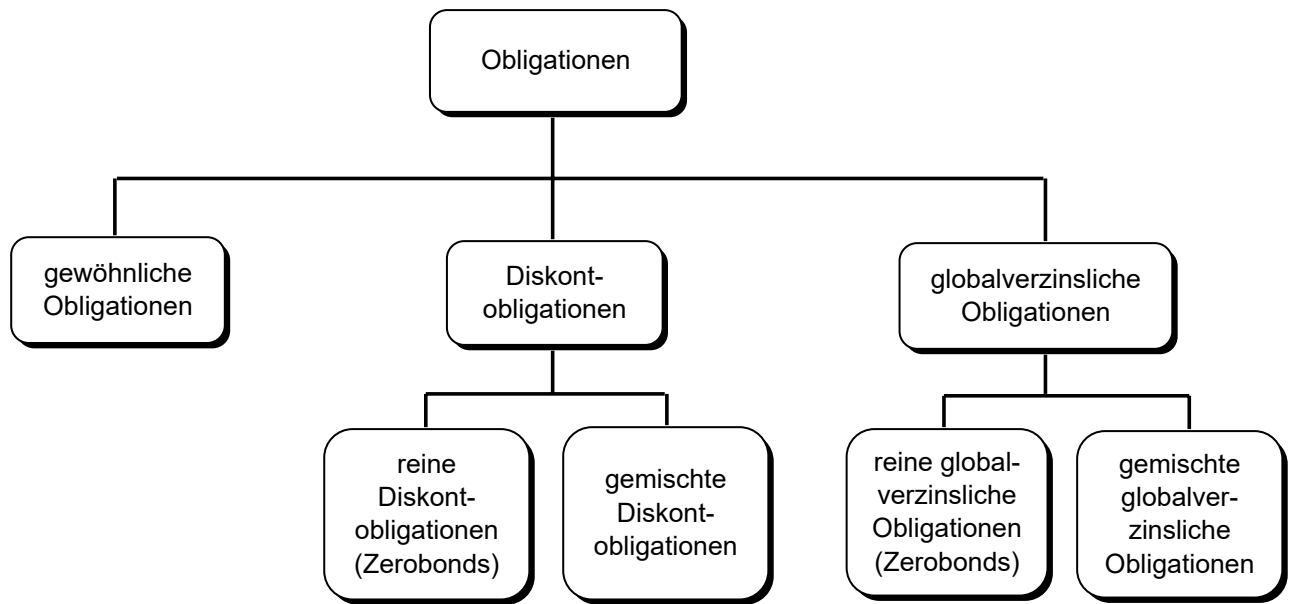 Obligationen
gewöhnliche
Obligationen
Diskont-
obligationen
globalverzinsliche
Obligationen
reine
Diskont-
obligationen
(Zerobonds)
gemischte
Diskont-
obligationen
reine global-
verzinsliche
Obligationen
(Zerobonds)
gemischte
globalver-
zinsliche
Obligationen